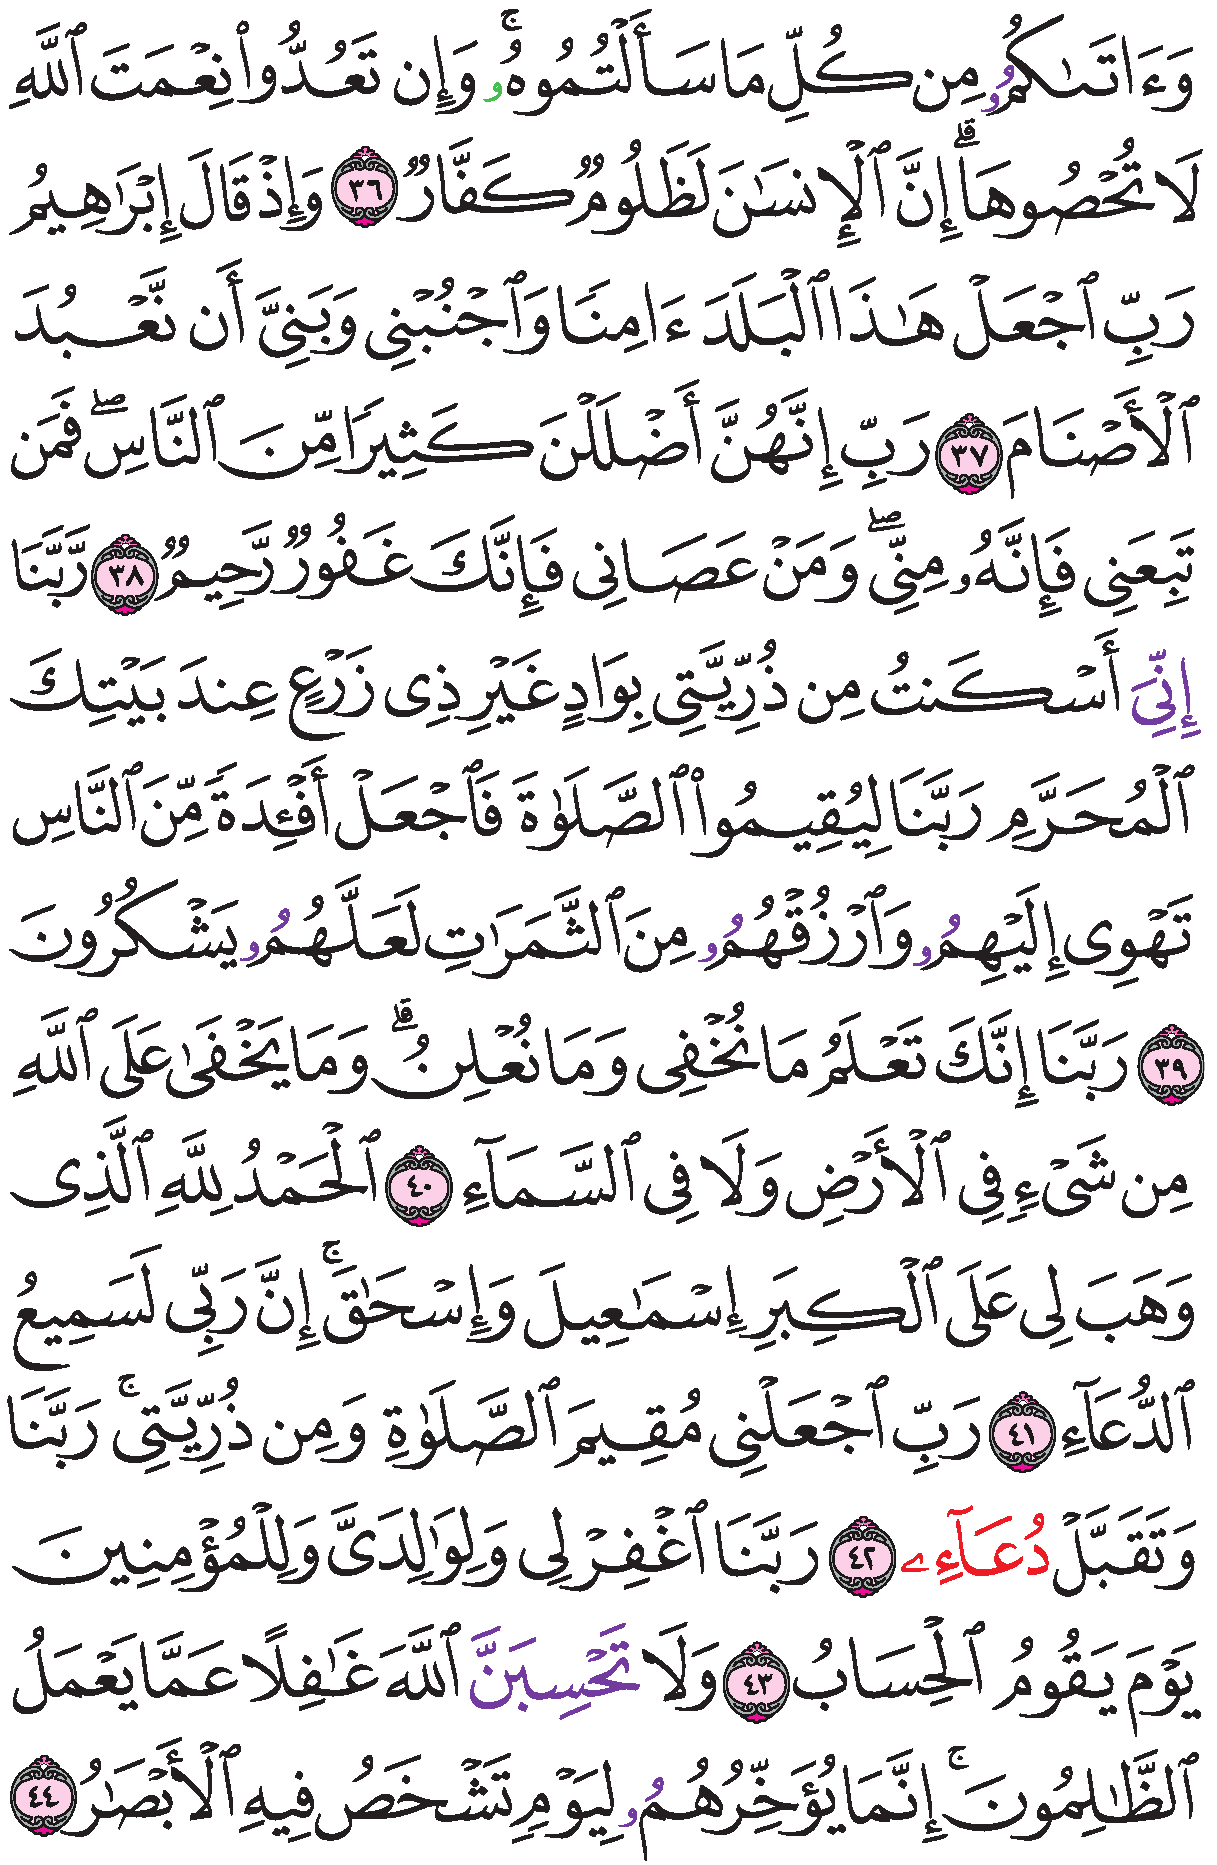 وَءَاتَىٰكُمُۥ مِن كُلِّ مَا سَأَلْتُمُوهُۥ ۚ وَإِن تَعُدُّوا۟ نِعْمَتَ ٱللَّهِ
لَا تُحْصُوهَا ۗ إِنَّ ٱلْإِنسَٰنَ لَظَلُومٌ كَفَّارٌ ٣٦ وَإِذْ قَالَ إِبْرَٰهِيمُ
رَبِّ ٱجْعَلْ هَٰذَا ٱلْبَلَدَ ءَامِنًا وَٱجْنُبْنِى وَبَنِىَّ أَن نَّعْبُدَ
ٱلْأَصْنَامَ ٣٧ رَبِّ إِنَّهُنَّ أَضْلَلْنَ كَثِيرًا مِّنَ ٱلنَّاسِ ۖ فَمَن
تَبِعَنِى فَإِنَّهُۥ مِنِّى ۖ وَمَنْ عَصَانِى فَإِنَّكَ غَفُورٌ رَّحِيمٌ ٣٨ رَّبَّنَا
إِنِّىَ أَسْكَنتُ مِن ذُرِّيَّتِى بِوَادٍ غَيْرِ ذِى زَرْعٍ عِندَ بَيْتِكَ
ٱلْمُحَرَّمِ رَبَّنَا لِيُقِيمُوا۟ ٱلصَّلَوٰةَ فَٱجْعَلْ أَفْـِٔدَةً مِّنَ ٱلنَّاسِ
تَهْوِى إِلَيْهِمُۥ وَٱرْزُقْهُمُۥ مِنَ ٱلثَّمَرَٰتِ لَعَلَّهُمُۥ يَشْكُرُونَ
٣٩ رَبَّنَا إِنَّكَ تَعْلَمُ مَا نُخْفِى وَمَا نُعْلِنُ ۗ وَمَا يَخْفَىٰ عَلَى ٱللَّهِ
مِن شَىْءٍ فِى ٱلْأَرْضِ وَلَا فِى ٱلسَّمَآءِ ٤٠ ٱلْحَمْدُ لِلَّهِ ٱلَّذِى
وَهَبَ لِى عَلَى ٱلْكِبَرِ إِسْمَٰعِيلَ وَإِسْحَٰقَ ۚ إِنَّ رَبِّى لَسَمِيعُ
ٱلدُّعَآءِ ٤١ رَبِّ ٱجْعَلْنِى مُقِيمَ ٱلصَّلَوٰةِ وَمِن ذُرِّيَّتِى ۚ رَبَّنَا
وَتَقَبَّلْ دُعَآءِۦ ٤٢ رَبَّنَا ٱغْفِرْ لِى وَلِوَٰلِدَىَّ وَلِلْمُؤْمِنِينَ
يَوْمَ يَقُومُ ٱلْحِسَابُ ٤٣ وَلَا تَحْسِبَنَّ ٱللَّهَ غَٰفِلًا عَمَّا يَعْمَلُ
ٱلظَّٰلِمُونَ ۚ إِنَّمَا يُؤَخِّرُهُمُۥ لِيَوْمٍ تَشْخَصُ فِيهِ ٱلْأَبْصَٰرُ ٤٤